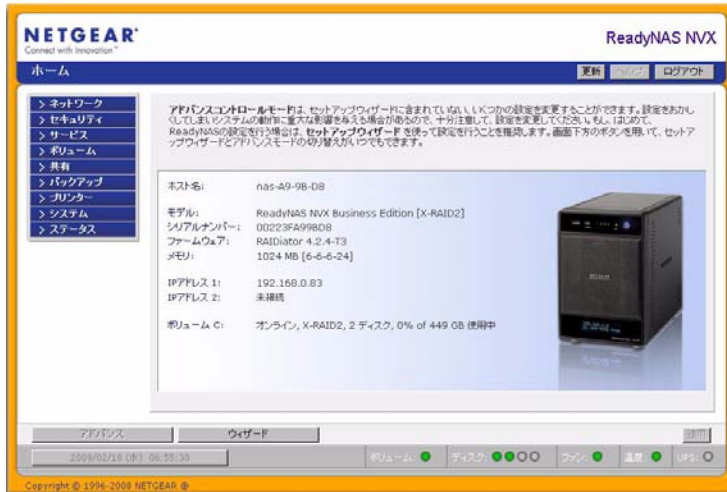 NETGEAR
Connect with Innovation™
ReadyNAS NVX
ホーム
更新
ヘルプ
ログアウト
> ネットワーク
> セキュリティ
> サービス
> ボリューム
> 共有
> バックアップ
> プリンター
> システム
> ステータス
アドバンスコントロールモードは、セットアップウィザードに含まれていない、いくつかの設定を変更することができます。設定をおかし
くしてしまいシステムの動作に重大な影響を与える場合があるので、十分注意して、設定を変更してください。もし、はじめて、
ReadyNASの設定を行う場合は、セットアップウィザード を使って設定を行うことを推奨します。画面下方のボタンを用いて、セットア
ップウィザードとアドバンスモードの切り替えがいつでもできます。
ホスト名: nas-A9-9B-D8
モデル: ReadyNAS NVX Business Edition [X-RAID2]
シリアルナンバー: 00223FA99BD8
ファームウェア: RAIDiator 4.2.4-T3
メモリ: 1024 MB [6-6-6-24]
IPアドレス 1: 192.168.0.83
IPアドレス 2: 未接続
ボリューム C: オンライン, X-RAID2, 2 ディスク, 0% of 449 GB 使用中
アドバンス
ウィザード
適用
2009/02/18 (水) 06:55:30
ボリューム:
ディスク:
ファン:
温度:
UPS:
Copyright © 1996-2008 NETGEAR ®